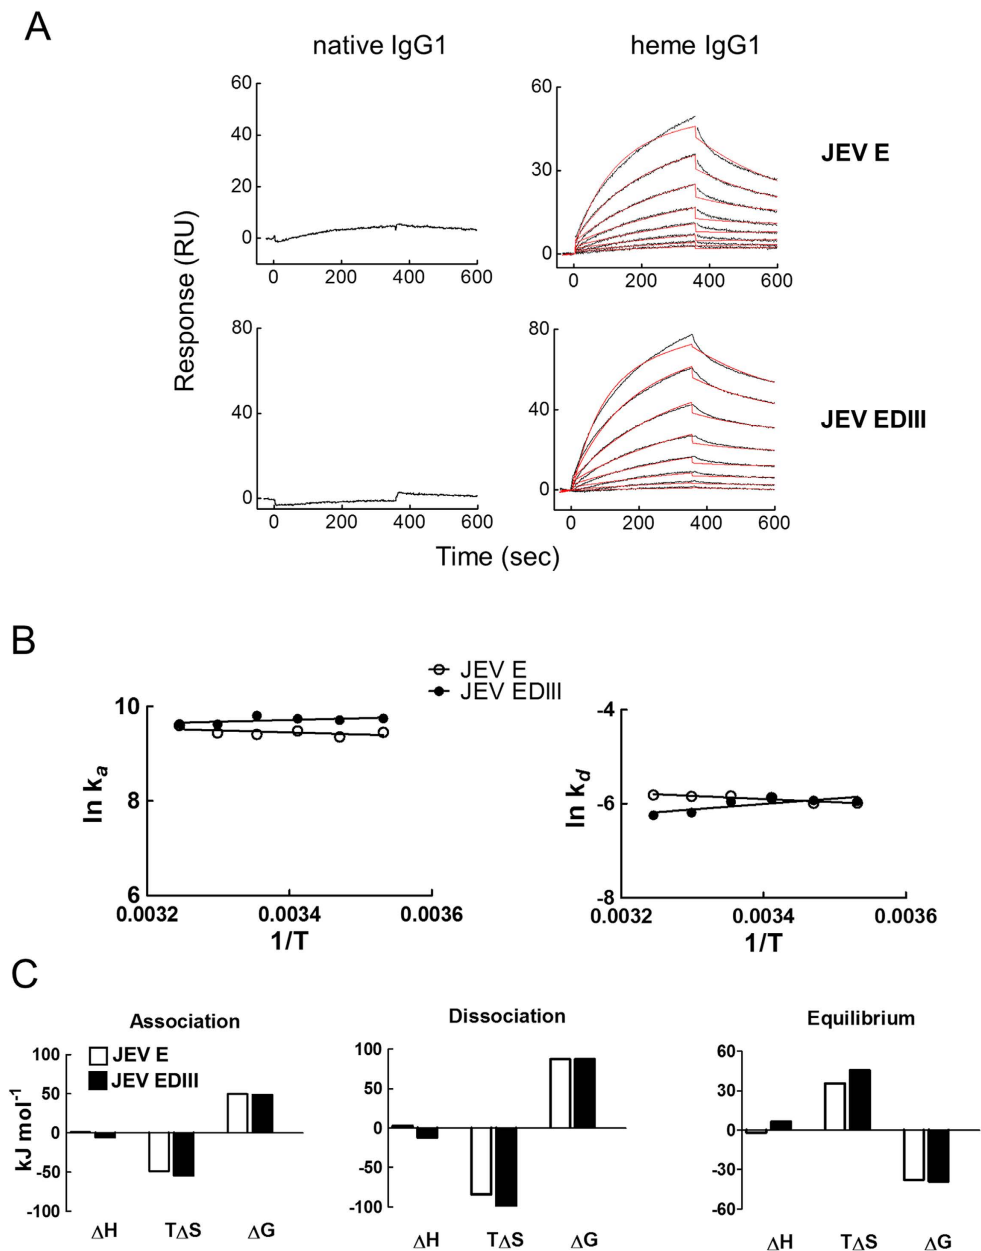 A
native IgG1
heme IgG1
60
40
20
0
0 200 400 600
60
30
0
0 200 400 600
JEV E
Response (RU)
80
40
0
0 200 400 600
80
40
0
0 200 400 600
JEV EDIII
Time (sec)
B
JEV E
JEV EDIII
10
8
6
ln ka
0.0032 0.0034 0.0036
1/T
-4
-6
-8
ln kd
0.0032 0.0034 0.0036
1/T
C
Association
JEV E
JEV EDIII
100
50
0
-50
-100
kJ mol-1
ΔH TΔS ΔG
Dissociation
100
50
0
-50
-100
ΔH TΔS ΔG
Equilibrium
60
30
0
-30
-60
ΔH TΔS ΔG